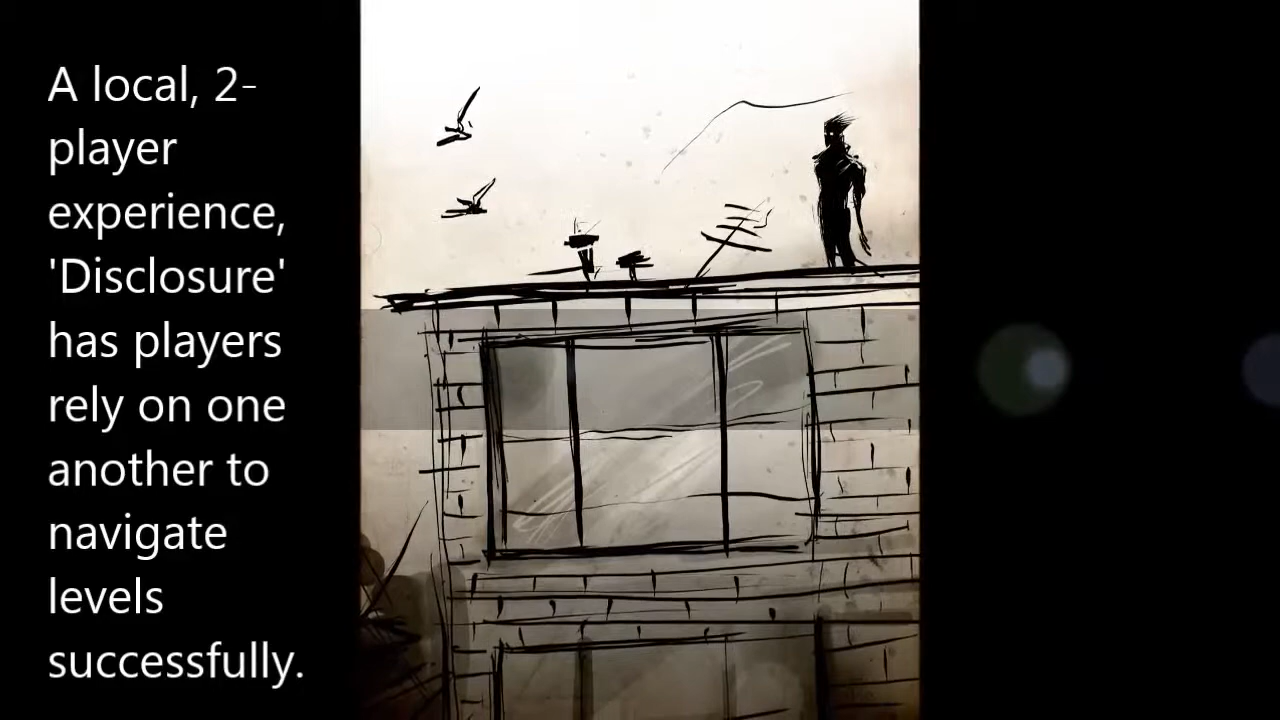 A local, 2-
player
experience,
'Disclosure'
has players
rely on one
another to
navigate
levels
successfully.